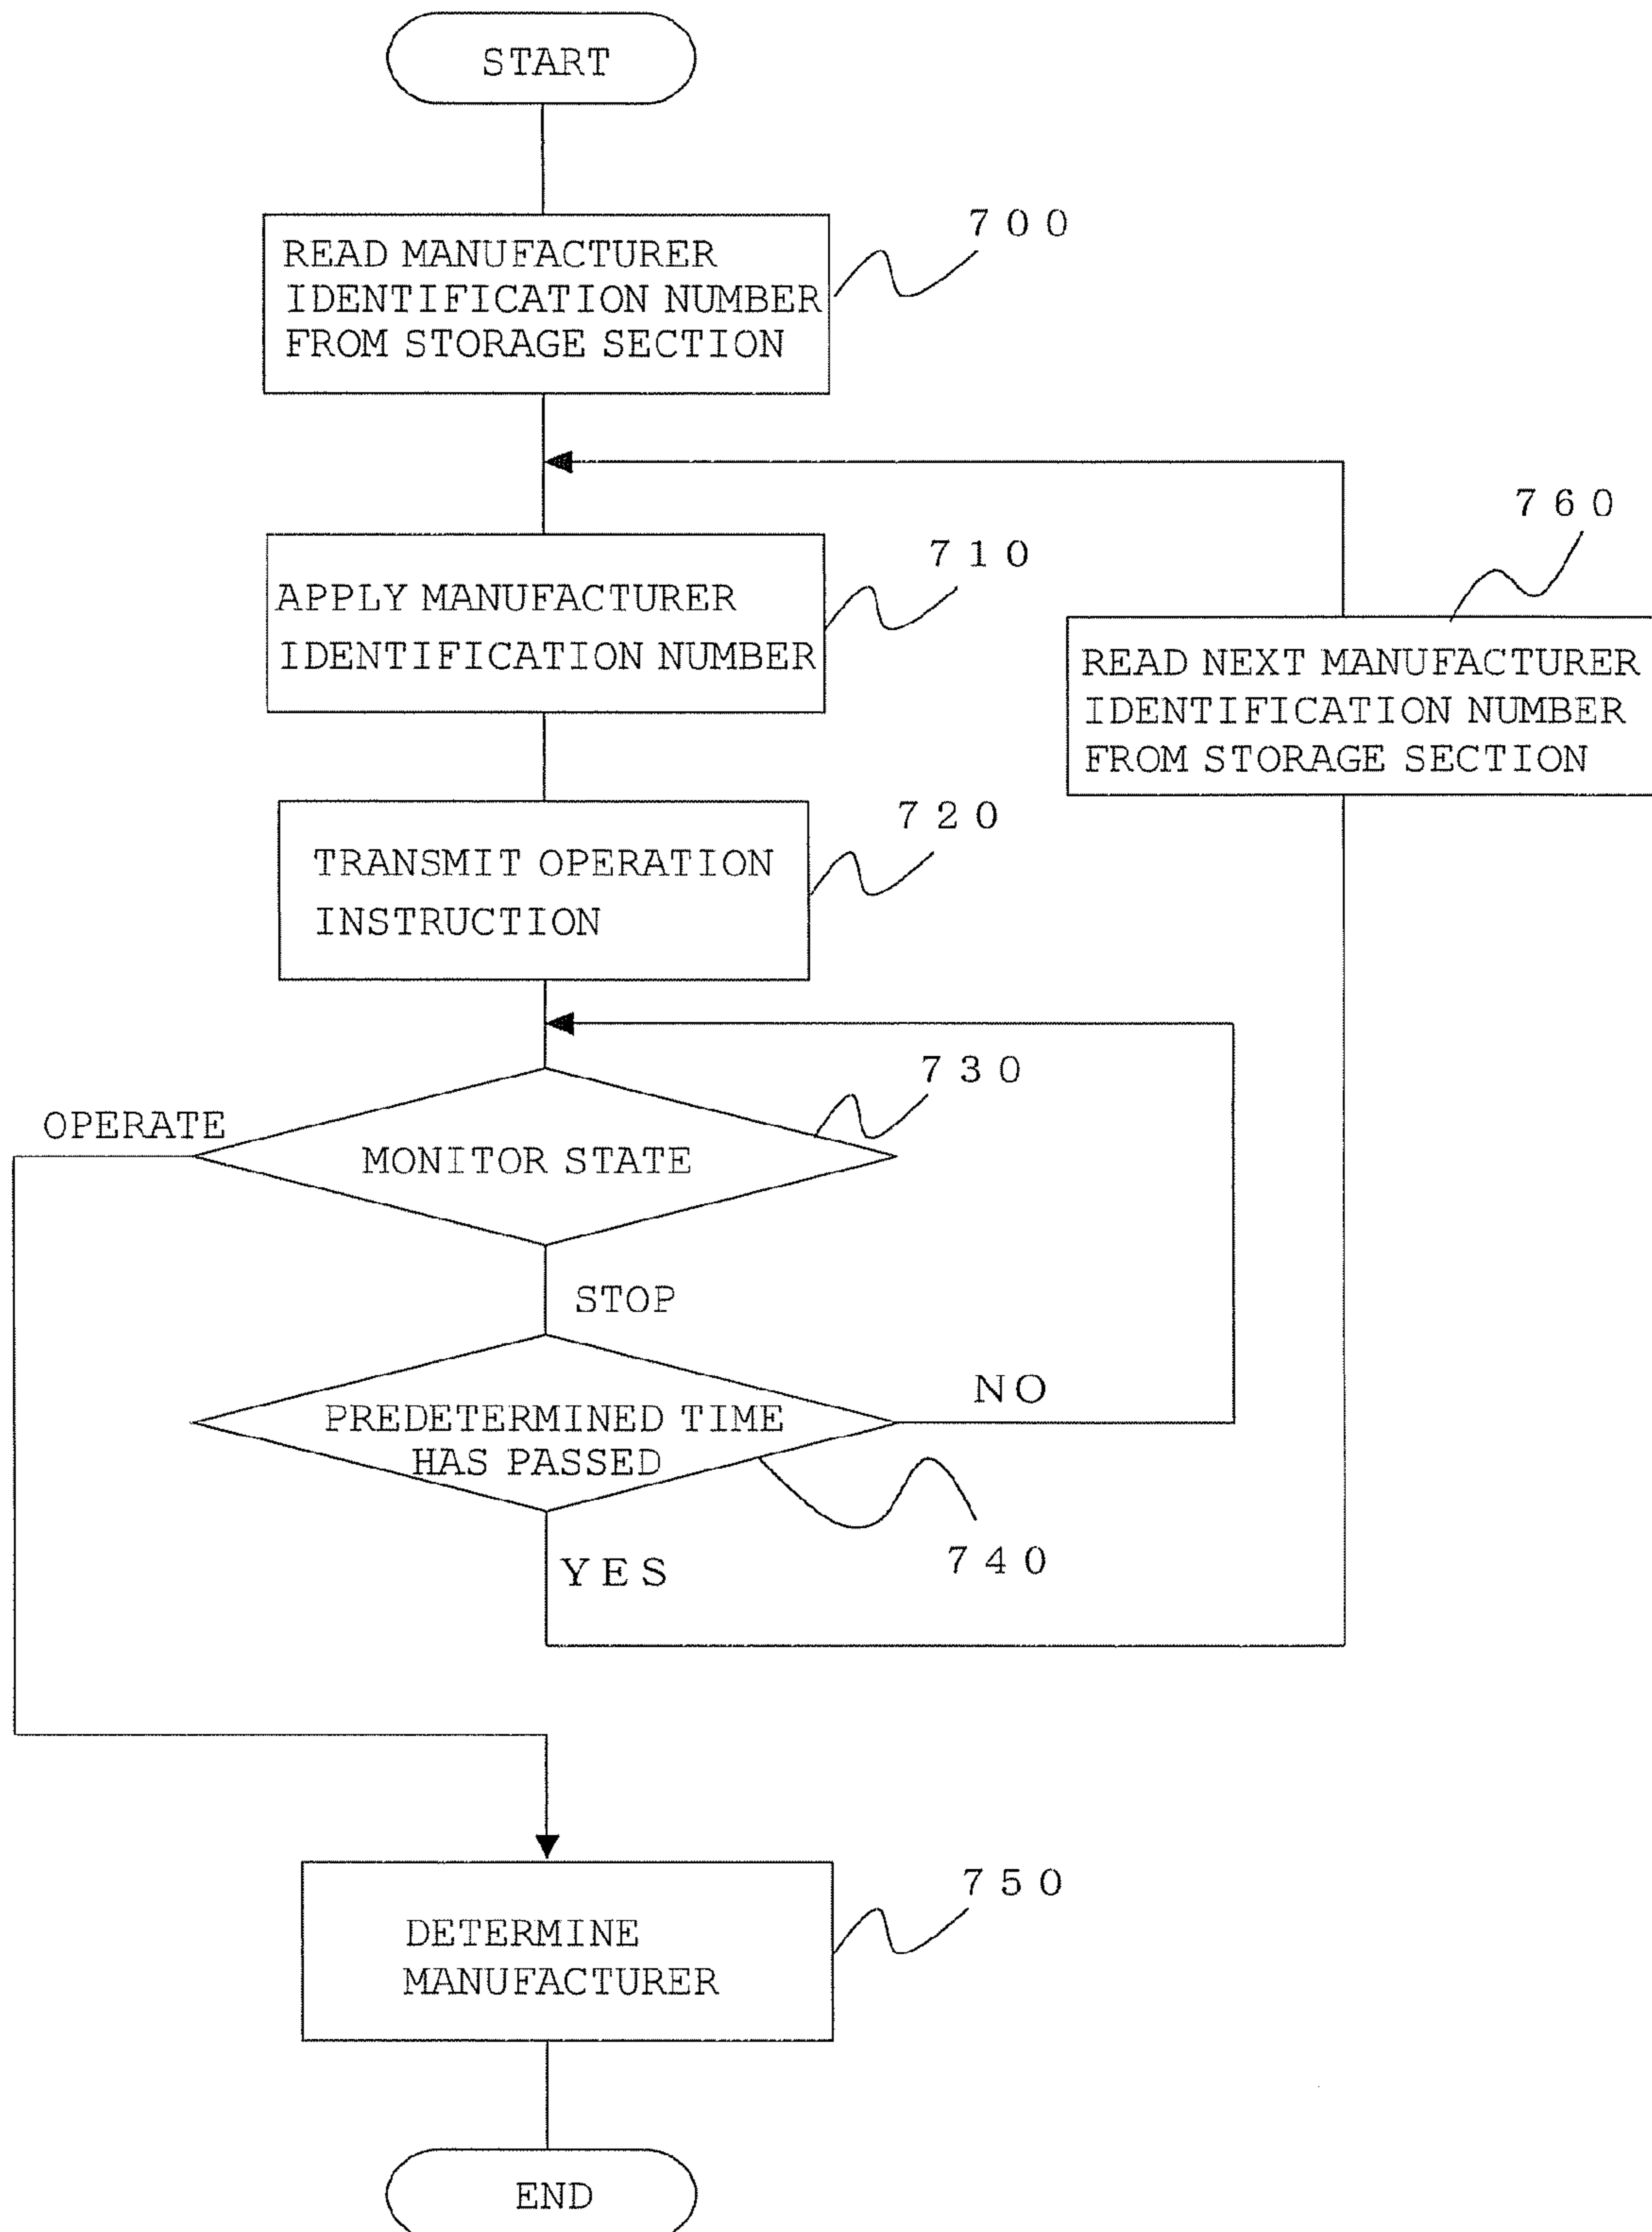 START
700
READ MANUFACTURER
IDENTIFICATION NUMBER
FROM STORAGE SECTION
760
710
APPLY MANUFACTURER
IDENTIFICATION NUMBER
READ NEXT MANUFACTURER
IDENTIFICATION NUMBER
FROM STORAGE SECTION
720
TRANSMIT OPERATION
INSTRUCTION
730
OPERATE
MONITOR STATE
STOP
NO
PREDETERMINED TIME
HAS PASSED
740
YES
750
DETERMINE
MANUFACTURER
END